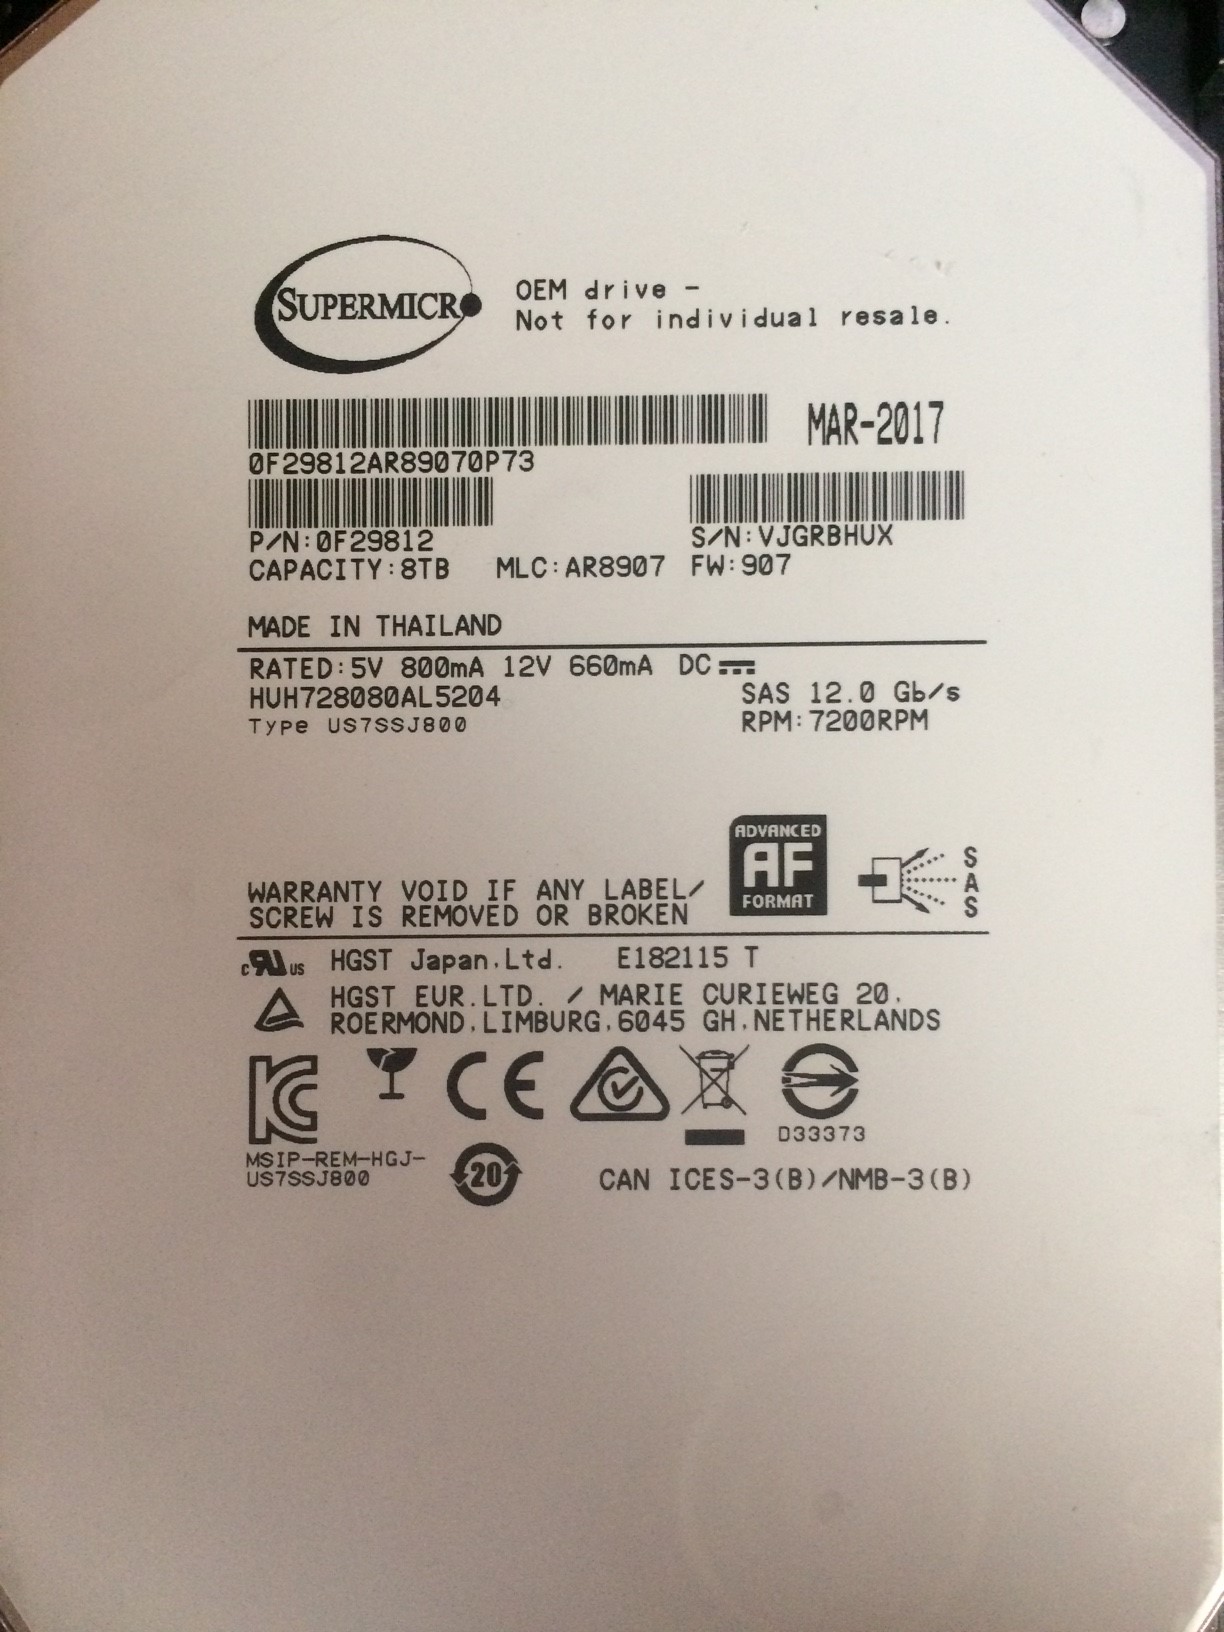 SUPERMICR
OEM drive -
Not for individual resale.
MAR-2017
0F29812AR89070P73
P/N:0F29812
S/N:VJGRBHUX
CAPACITY:8TB MLC:AR8907 FW:907
MADE IN THAILAND
RATED:5V 800mA 12V 660mA DC
HUH728080AL5204
SAS 12.0 Gb/s
Type US7SSJ800
RPM:7200RPM
ADVANCED
AF
FORMAT
SAS
WARRANTY VOID IF ANY LABEL/
SCREW IS REMOVED OR BROKEN
c RU US HGST Japan.Ltd. E182115 T
HGST EUR.LTD. / MARIE CURIEWEG 20.
ROERMOND.LIMBURG.6045 GH.NETHERLANDS
KC CE
D33373
MSIP-REM-HGJ-
US7SSJ800
20
CAN ICES-3(B)/NMB-3(B)